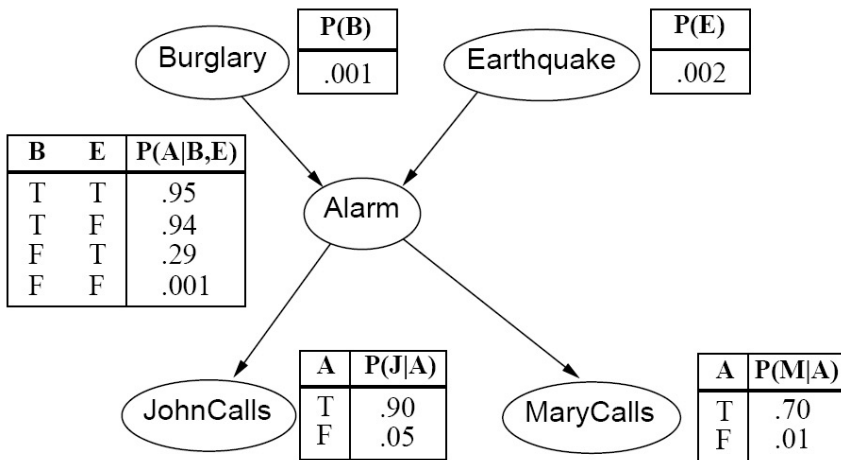 Burglary
P(B)
.001
Earthquake
P(E)
.002
B E P(A|B,E)
T T .95
T F .94
F T .29
F F .001
Alarm
JohnCalls
A P(J|A)
T .90
F .05
MaryCalls
A P(M|A)
T .70
F .01